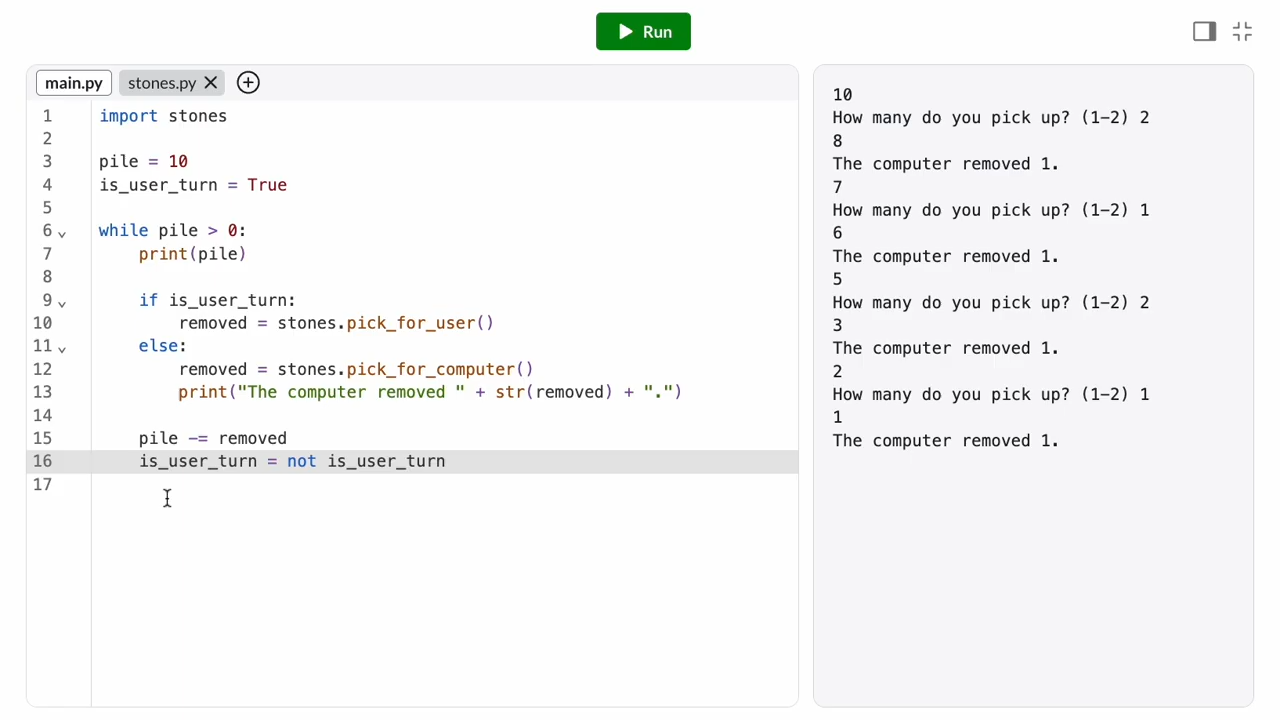 Run
main.py
stones.py
1 import stones
2
3 pile = 10
4 is_user_turn = True
5
6 while pile > 0:
7     print(pile)
8
9     if is_user_turn:
10         removed = stones.pick_for_user()
11     else:
12         removed = stones.pick_for_computer()
13         print("The computer removed " + str(removed) + ".")
14
15     pile -= removed
16     is_user_turn = not is_user_turn
17
10
How many do you pick up? (1-2) 2
8
The computer removed 1.
7
How many do you pick up? (1-2) 1
6
The computer removed 1.
5
How many do you pick up? (1-2) 2
3
The computer removed 1.
2
How many do you pick up? (1-2) 1
1
The computer removed 1.